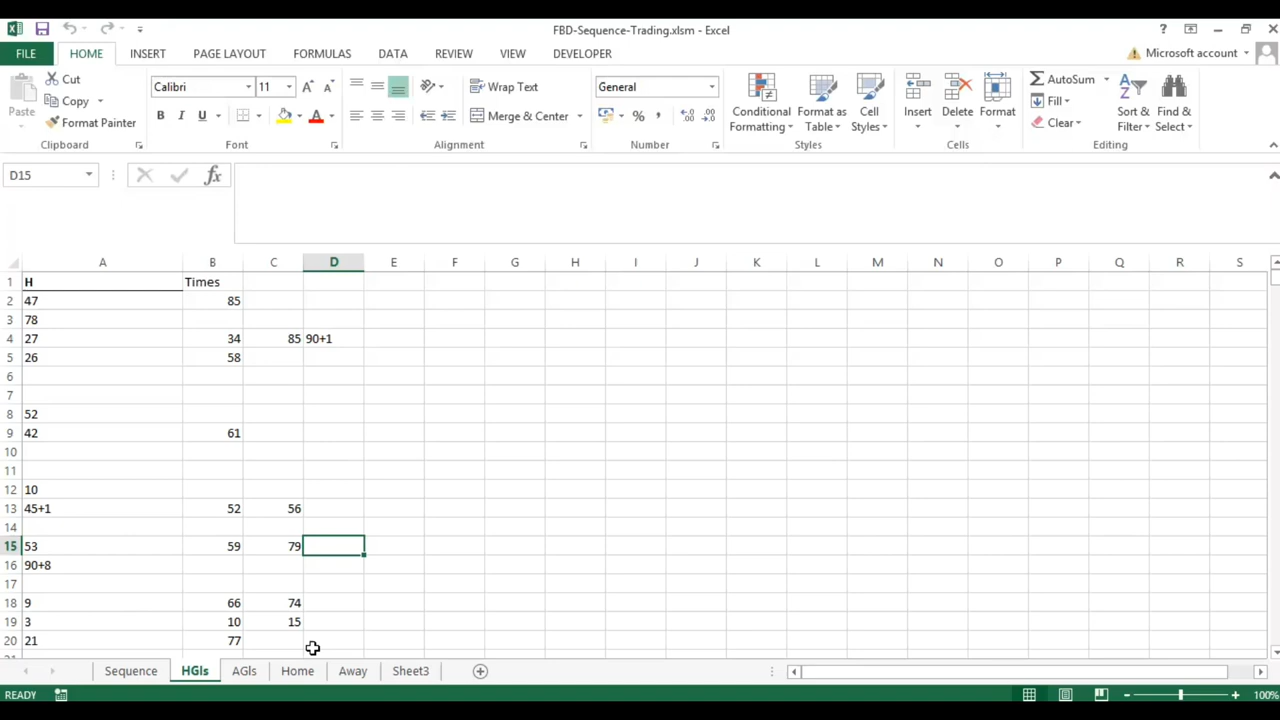 FBD-Sequence-Trading.xlsm - Excel
?
FILE HOME INSERT PAGE LAYOUT FORMULAS DATA REVIEW VIEW DEVELOPER Microsoft account
Paste
Cut
Copy
Format Painter
Clipboard
Calibri 11
B I U A
Font
Wrap Text
Merge & Center
Alignment
General
%
Number
Conditional Formatting
Format as Table
Cell Styles
Styles
Insert
Delete
Format
Cells
AutoSum
Fill
Clear
Sort & Filter
Find & Select
Editing
D15 fx
A B C D E F G H I J K L M N O P Q R S
1 H Times
2 47 85
3 78
4 27 34 85 90+1
5 26 58
6
7
8 52
9 42 61
10
11
12 10
13 45+1 52 56
14
15 53 59 79
16 90+8
17
18 9 66 74
19 3 10 15
20 21 77
Sequence HGls AGls Home Away Sheet3
READY 100%